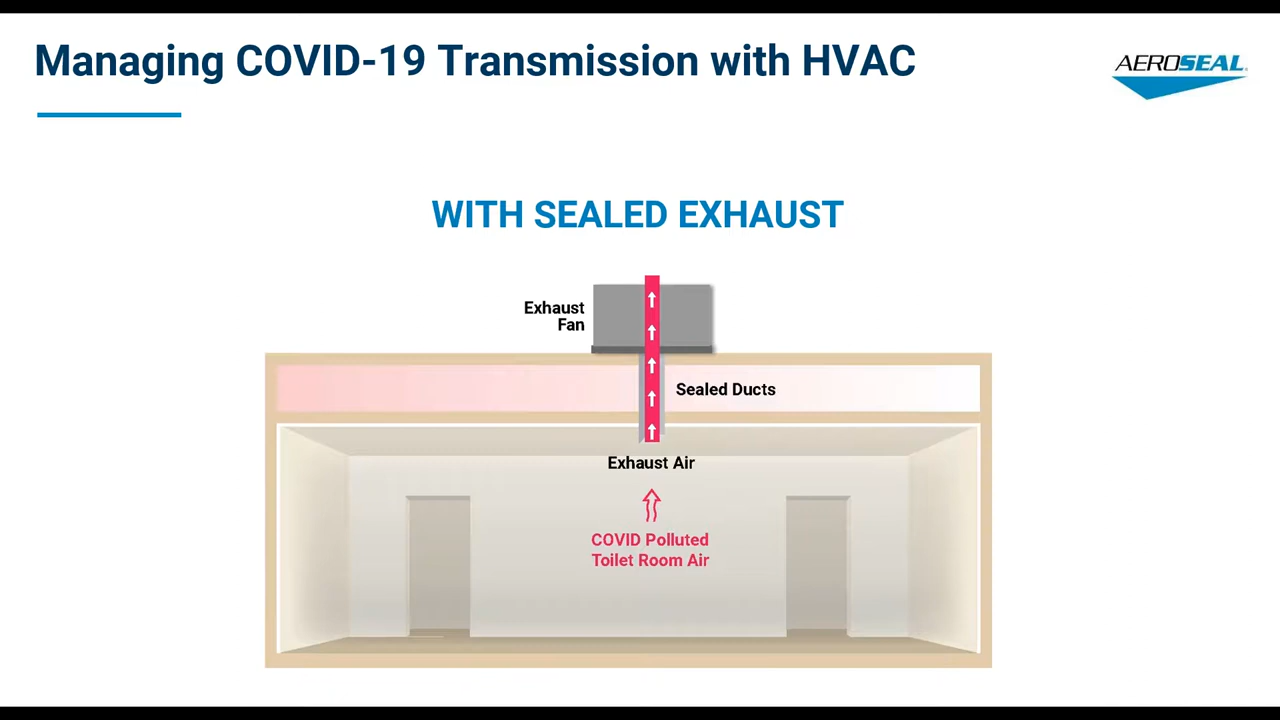 Managing COVID-19 Transmission with HVAC
AEROSEAL
WITH SEALED EXHAUST
Exhaust
Fan
Sealed Ducts
Exhaust Air
COVID Polluted
Toilet Room Air